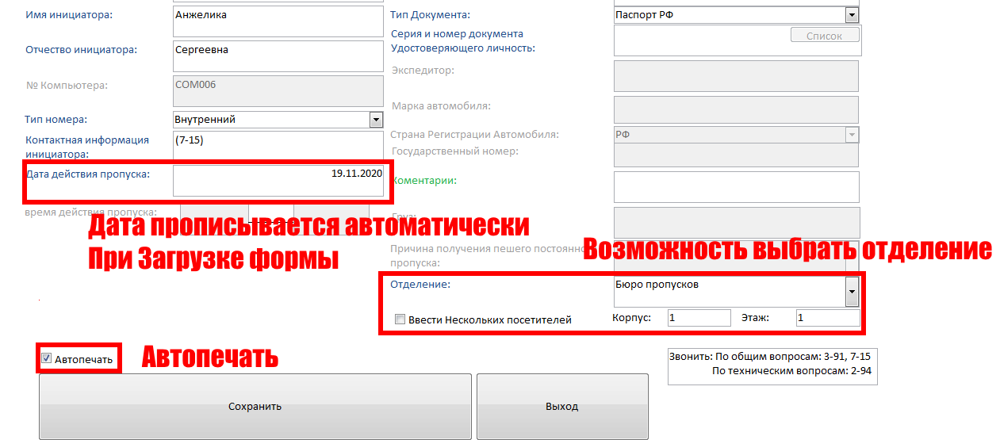 Имя инициатора: Анжелика
Тип Документа: Паспорт РФ
Отчество инициатора: Сергеевна
Серия и номер документа
Удостоверяющего личность:
Список
№ Компьютера: COM006
Экспедитор:
Марка автомобиля:
Тип номера: Внутренний
Страна Регистрации Автомобиля: РФ
Контактная информация
инициатора:
(7-15)
Государственный номер:
Дата действия пропуска: 19.11.2020
Коментарии:
время действия пропуска:
Груз:
Дата прописывается автоматически
При Загрузке формы
Причина получения пешего постоянно
пропуска:
Возможность выбрать отделение
Отделение: Бюро пропусков
Ввести Нескольких посетителей
Корпус: 1 Этаж: 1
Автопечать
Автопечать
Звонить: По общим вопросам: 3-91, 7-15
По техническим вопросам: 2-94
Сохранить
Выход